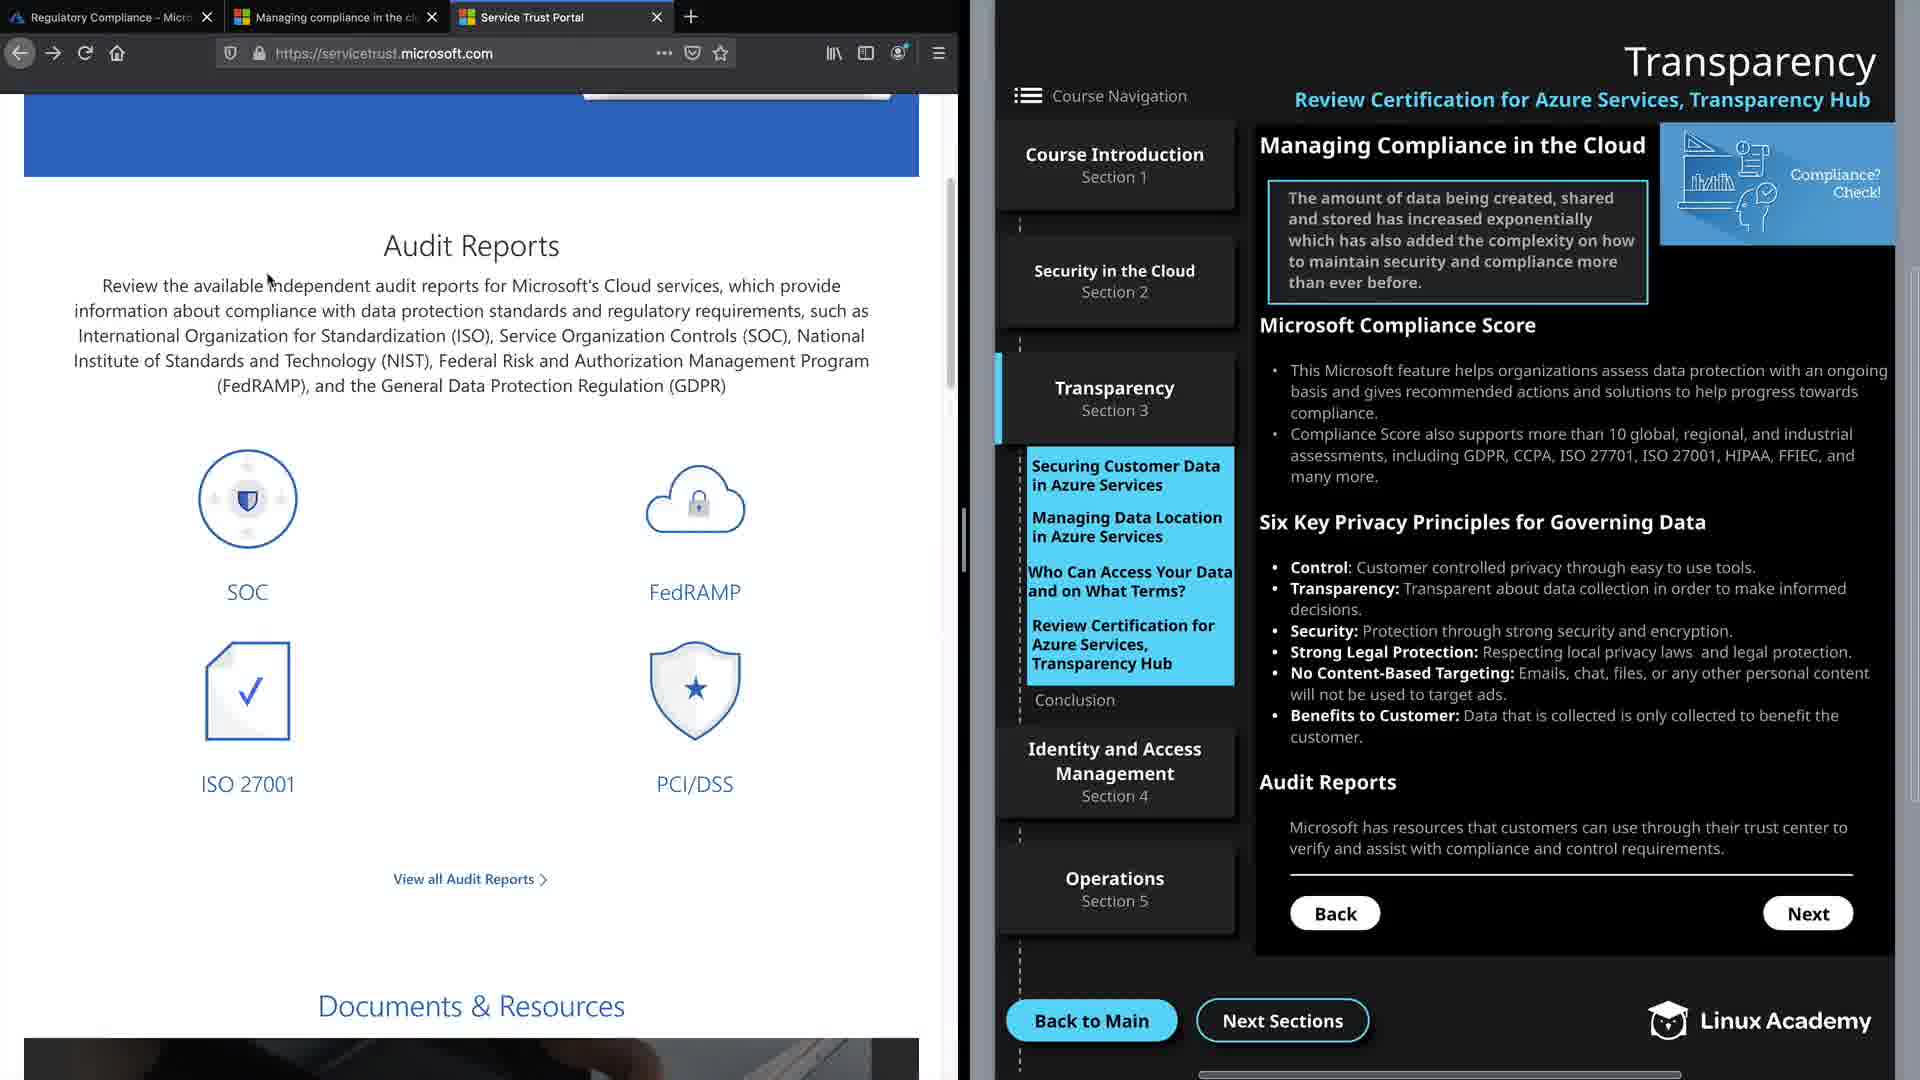 Regulatory Compliance – Micro
Managing compliance in the cl
Service Trust Portal
https://servicetrust.microsoft.com
Audit Reports
Review the available independent audit reports for Microsoft's Cloud services, which provide
information about compliance with data protection standards and regulatory requirements, such as
International Organization for Standardization (ISO), Service Organization Controls (SOC), National
Institute of Standards and Technology (NIST), Federal Risk and Authorization Management Program
(FedRAMP), and the General Data Protection Regulation (GDPR)
SOC
FedRAMP
ISO 27001
PCI/DSS
View all Audit Reports
Documents & Resources
Transparency
Review Certification for Azure Services, Transparency Hub
Course Navigation
Course Introduction
Section 1
Security in the Cloud
Section 2
Transparency
Section 3
Securing Customer Data
in Azure Services
Managing Data Location
in Azure Services
Who Can Access Your Data
and on What Terms?
Review Certification for
Azure Services,
Transparency Hub
Conclusion
Identity and Access
Management
Section 4
Operations
Section 5
Back to Main
Next Sections
Managing Compliance in the Cloud
Compliance?
Check!
The amount of data being created, shared
and stored has increased exponentially
which has also added the complexity on how
to maintain security and compliance more
than ever before.
Microsoft Compliance Score
• This Microsoft feature helps organizations assess data protection with an ongoing
basis and gives recommended actions and solutions to help progress towards
compliance.
• Compliance Score also supports more than 10 global, regional, and industrial
assessments, including GDPR, CCPA, ISO 27701, ISO 27001, HIPAA, FFIEC, and
many more.
Six Key Privacy Principles for Governing Data
• Control: Customer controlled privacy through easy to use tools.
• Transparency: Transparent about data collection in order to make informed
decisions.
• Security: Protection through strong security and encryption.
• Strong Legal Protection: Respecting local privacy laws and legal protection.
• No Content-Based Targeting: Emails, chat, files, or any other personal content
will not be used to target ads.
• Benefits to Customer: Data that is collected is only collected to benefit the
customer.
Audit Reports
Microsoft has resources that customers can use through their trust center to
verify and assist with compliance and control requirements.
Back
Next
Linux Academy